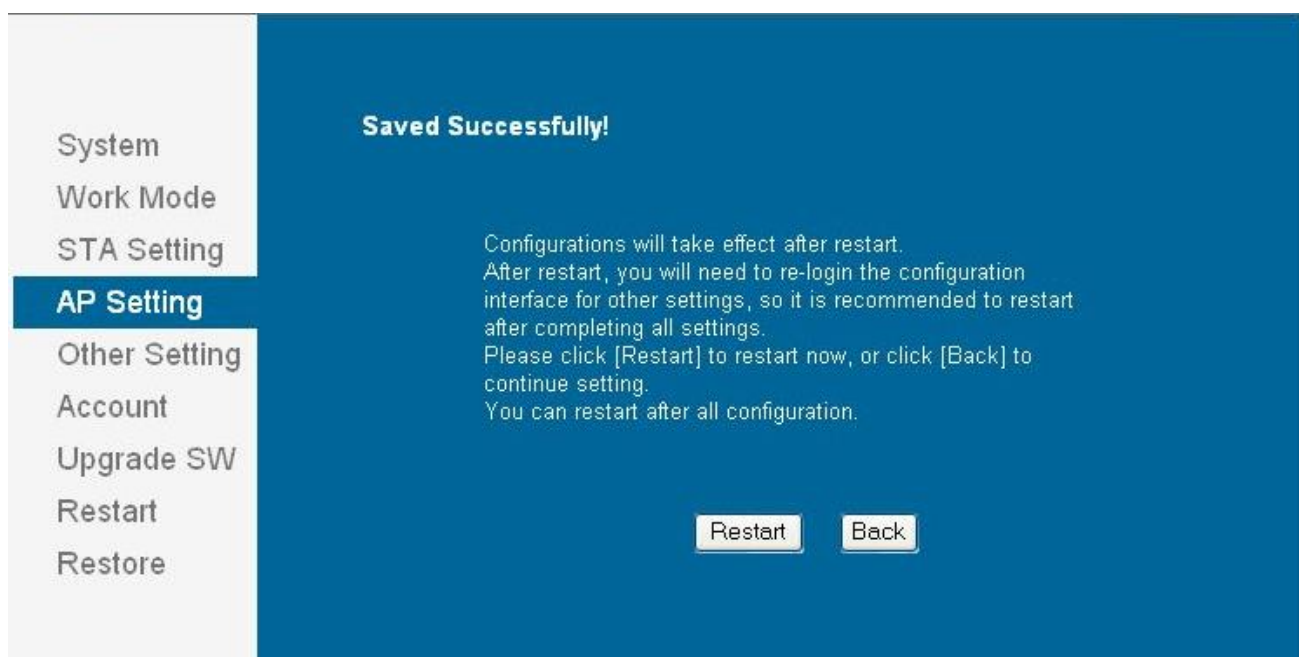 System
Work Mode
STA Setting
AP Setting
Other Setting
Account
Upgrade SW
Restart
Restore
Saved Successfully!
Configurations will take effect after restart.
After restart, you will need to re-login the configuration
interface for other settings, so it is recommended to restart
after completing all settings.
Please click [Restart] to restart now, or click [Back] to
continue setting.
You can restart after all configuration.
Restart Back